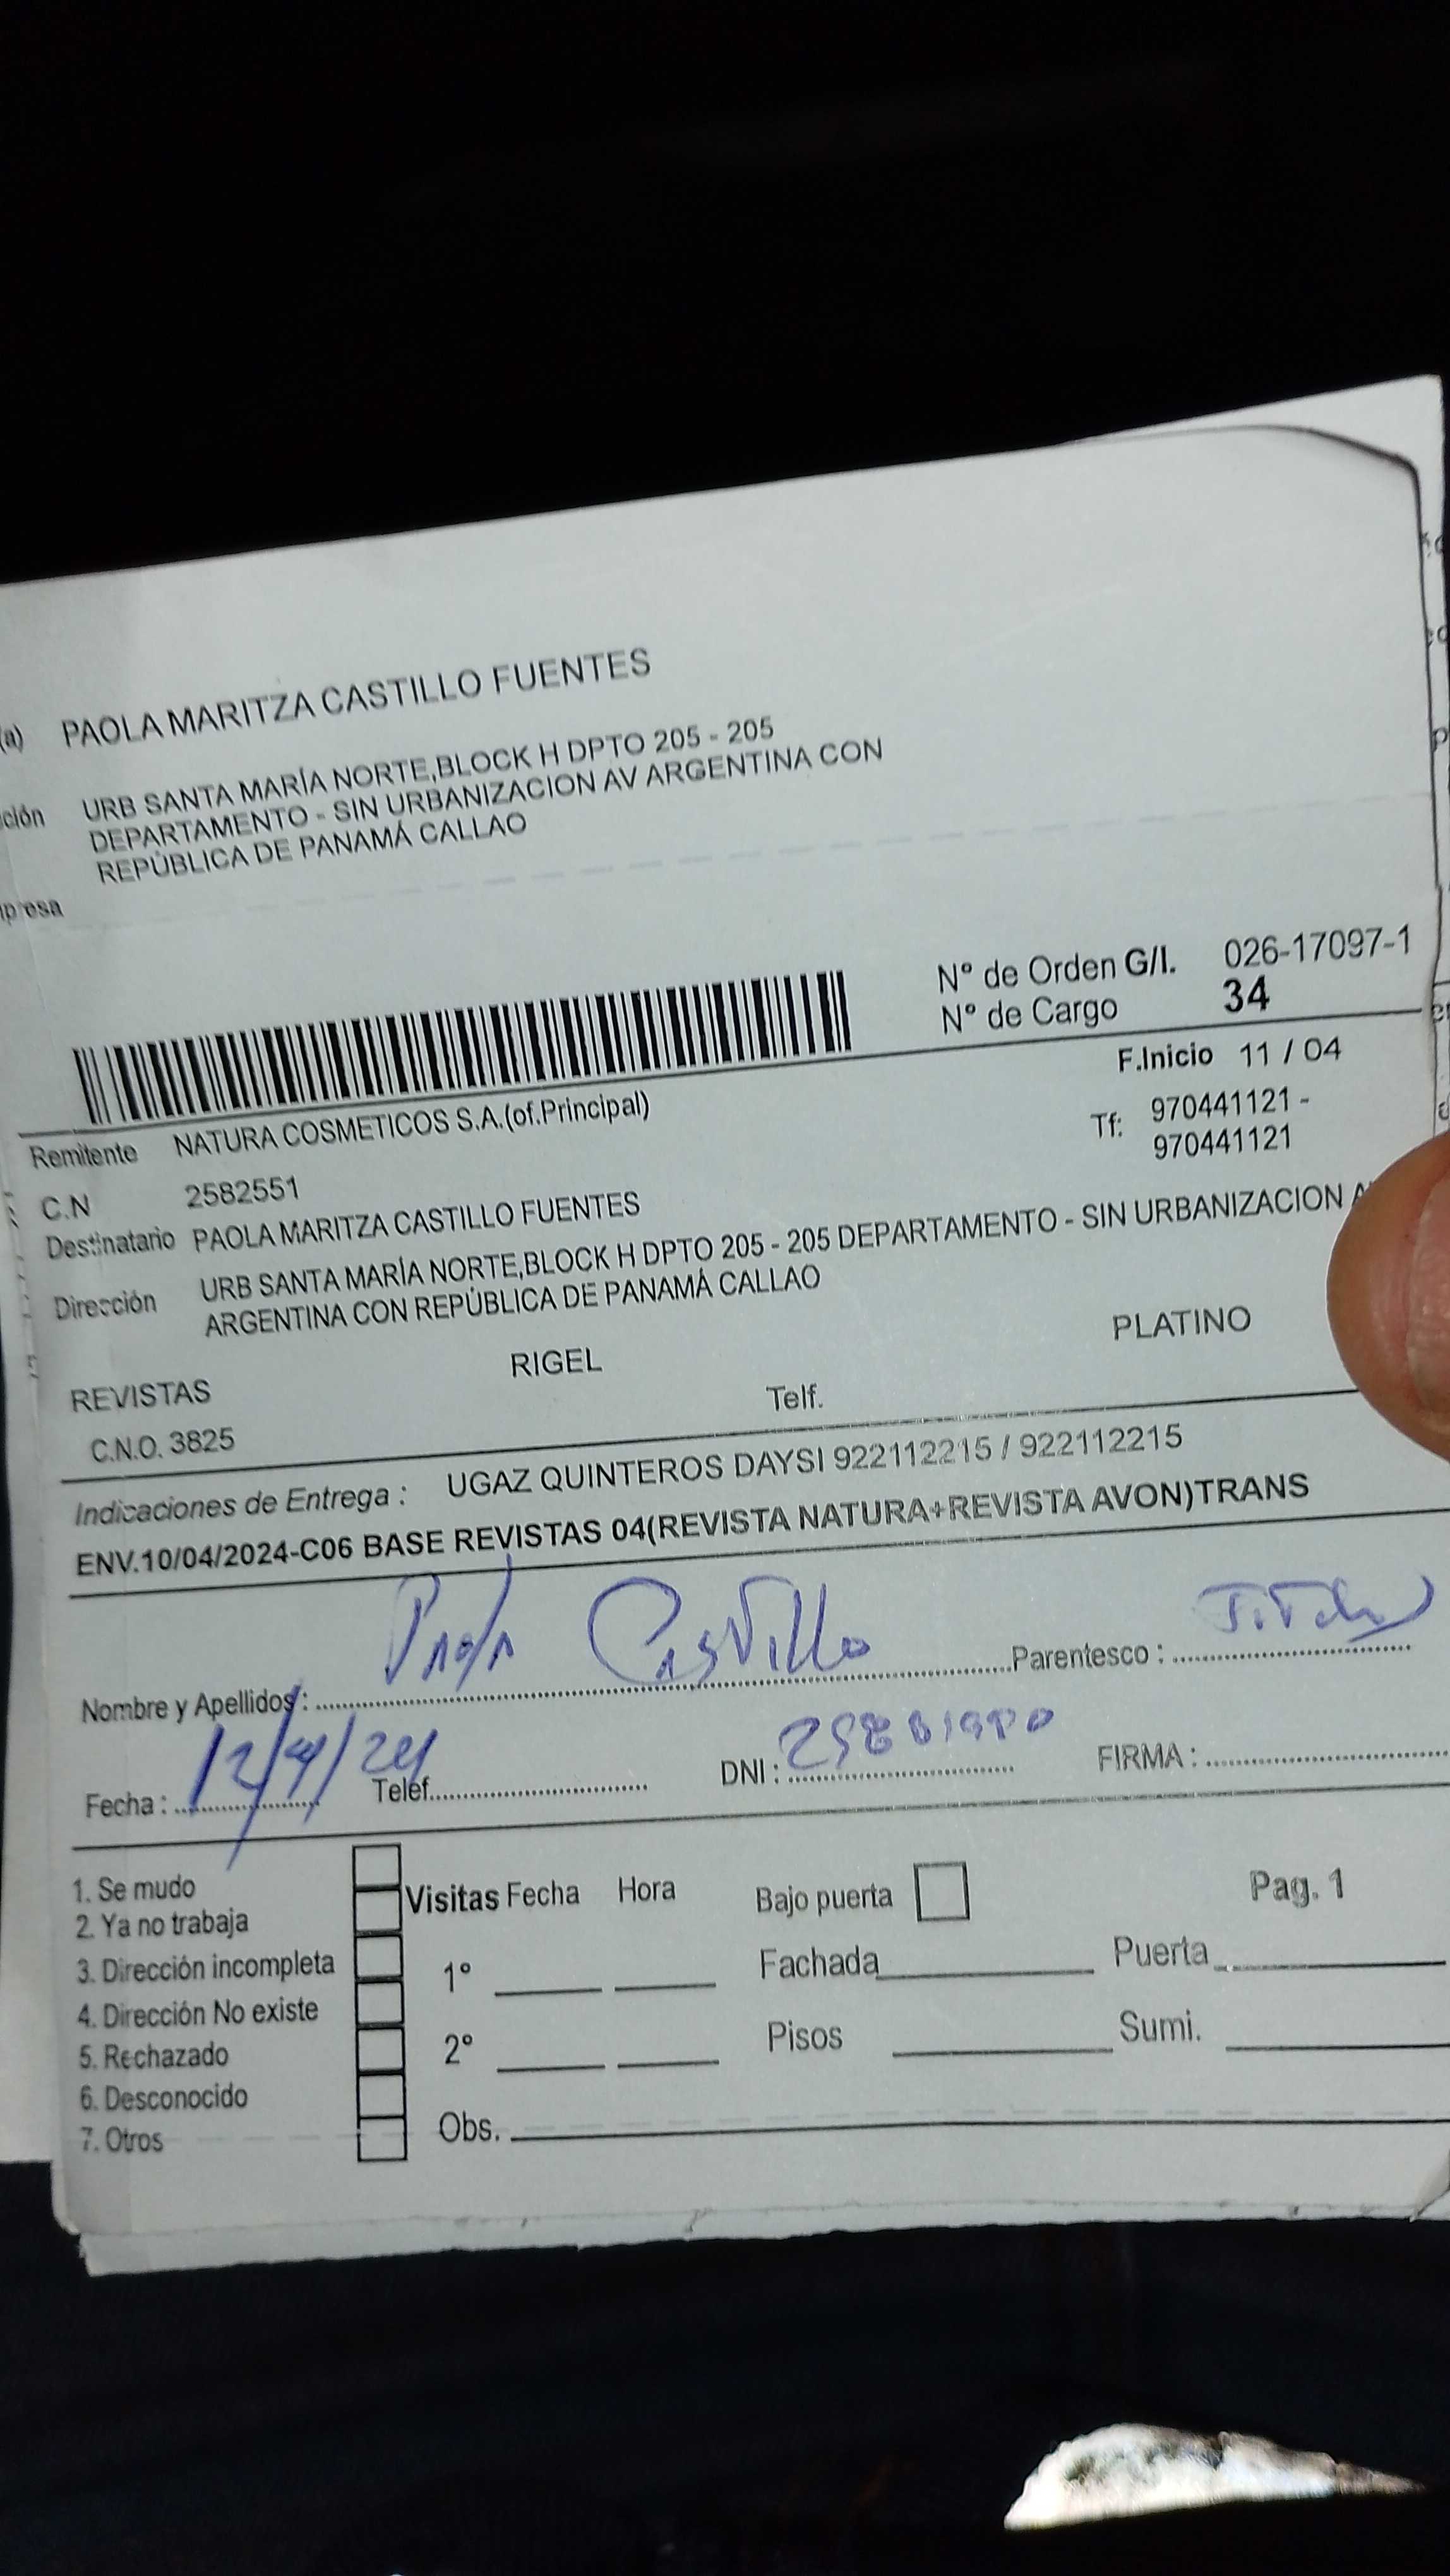 (a) PAOLA MARITZA CASTILLO FUENTES
ción URB SANTA MARÍA NORTE,BLOCK H DPTO 205 - 205
DEPARTAMENTO - SIN URBANIZACION AV ARGENTINA CON
REPÚBLICA DE PANAMÁ CALLAO
presa
N° de Orden G/I. 026-17097-1
N° de Cargo 34
F.Inicio 11 / 04
Remitente NATURA COSMETICOS S.A.(of.Principal)
Tf: 970441121 -
970441121
C.N 2582551
Destinatario PAOLA MARITZA CASTILLO FUENTES
Dirección URB SANTA MARÍA NORTE,BLOCK H DPTO 205 - 205 DEPARTAMENTO - SIN URBANIZACION
ARGENTINA CON REPÚBLICA DE PANAMÁ CALLAO
REVISTAS RIGEL PLATINO
C.N.O. 3825 Telf.
Indicaciones de Entrega : UGAZ QUINTEROS DAYSI 922112215 / 922112215
ENV.10/04/2024-C06 BASE REVISTAS 04(REVISTA NATURA+REVISTA AVON)TRANS
Nombre y Apellidos : Paola Castillo Parentesco : Titular
Fecha : 12/4/24 Telef. DNI : FIRMA :
1. Se mudo
2. Ya no trabaja
3. Dirección incompleta
4. Dirección No existe
5. Rechazado
6. Desconocido
7. Otros
Visitas Fecha Hora
1°
2°
Obs.
Bajo puerta
Fachada
Pisos
Pag. 1
Puerta
Sumi.